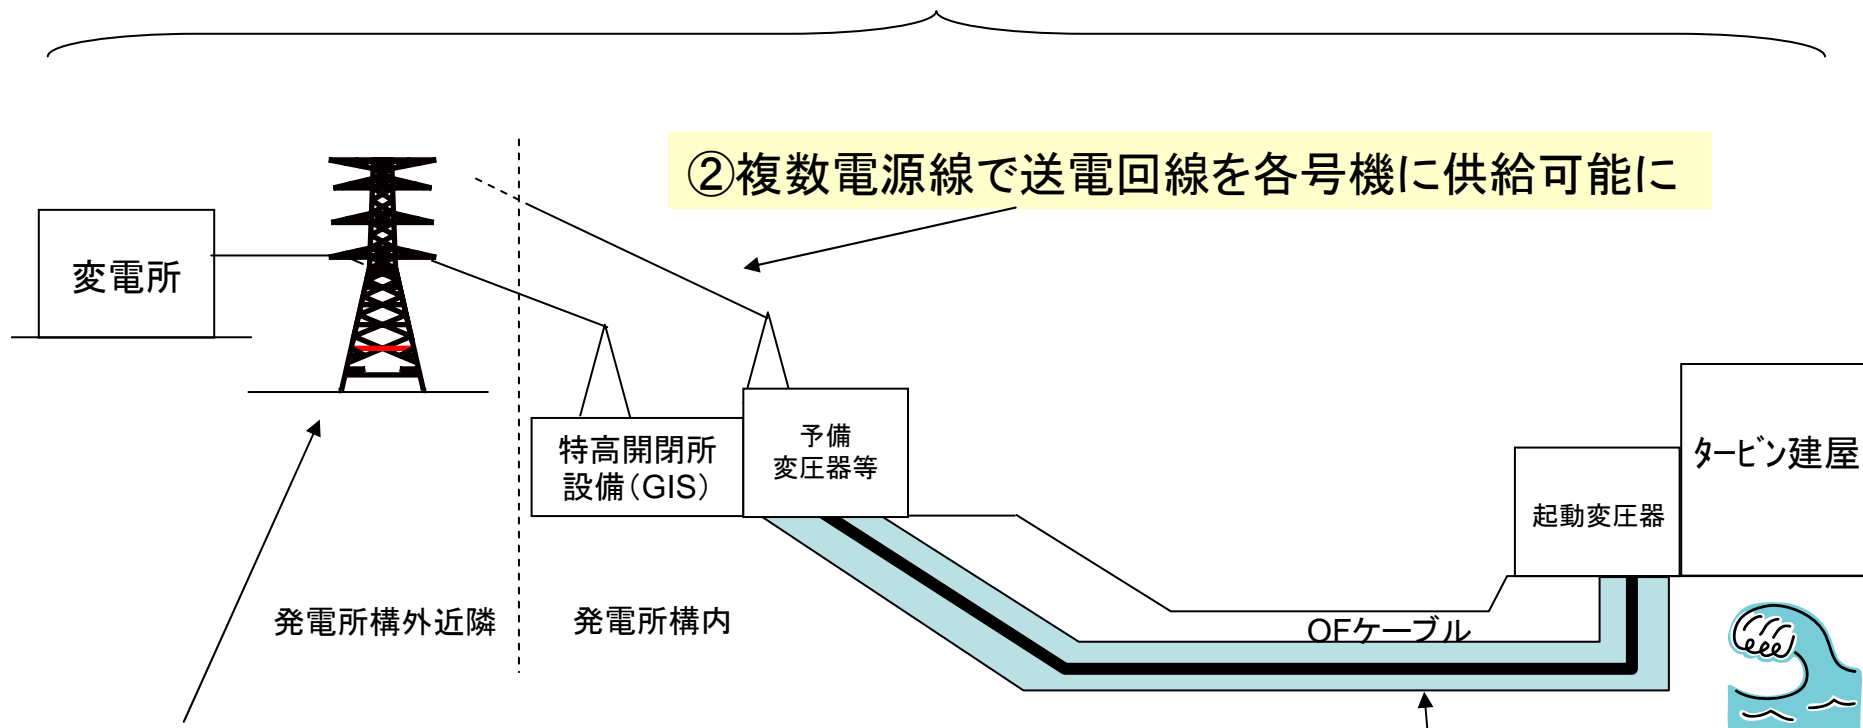 ②複数電源線で送電回線を各号機に供給可能に
変電所
特高開閉所
設備(GIS)
予備
変圧器等
タービン建屋
起動変圧器
発電所構外近隣
発電所構内
OFケーブル